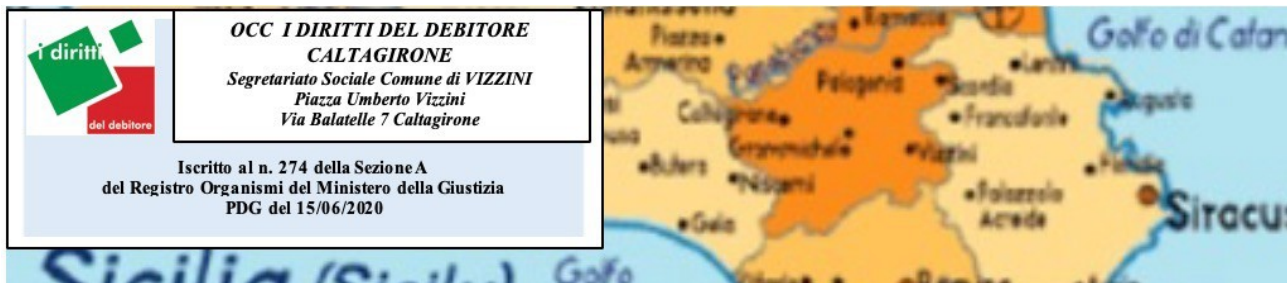 i diritti
del debitore
OCC I DIRITTI DEL DEBITORE
CALTAGIRONE
Segretariato Sociale Comune di VIZZINI
Piazza Umberto Vizzini
Via Balatelle 7 Caltagirone
Iscritto al n. 274 della Sezione A
del Registro Organismi del Ministero della Giustizia
PDG del 15/06/2020
Ramacca
Golfo di Catan
Piazza
Armerina
Palagonia
Scordia
Lentini
Augusta
Caltagirone
Francofonte
Grammichele
Vizzini
Floridia
Butera
Niscemi
Palazzolo
Acreide
Siracus
Gela
Sicilia (Sicily)
Golfo